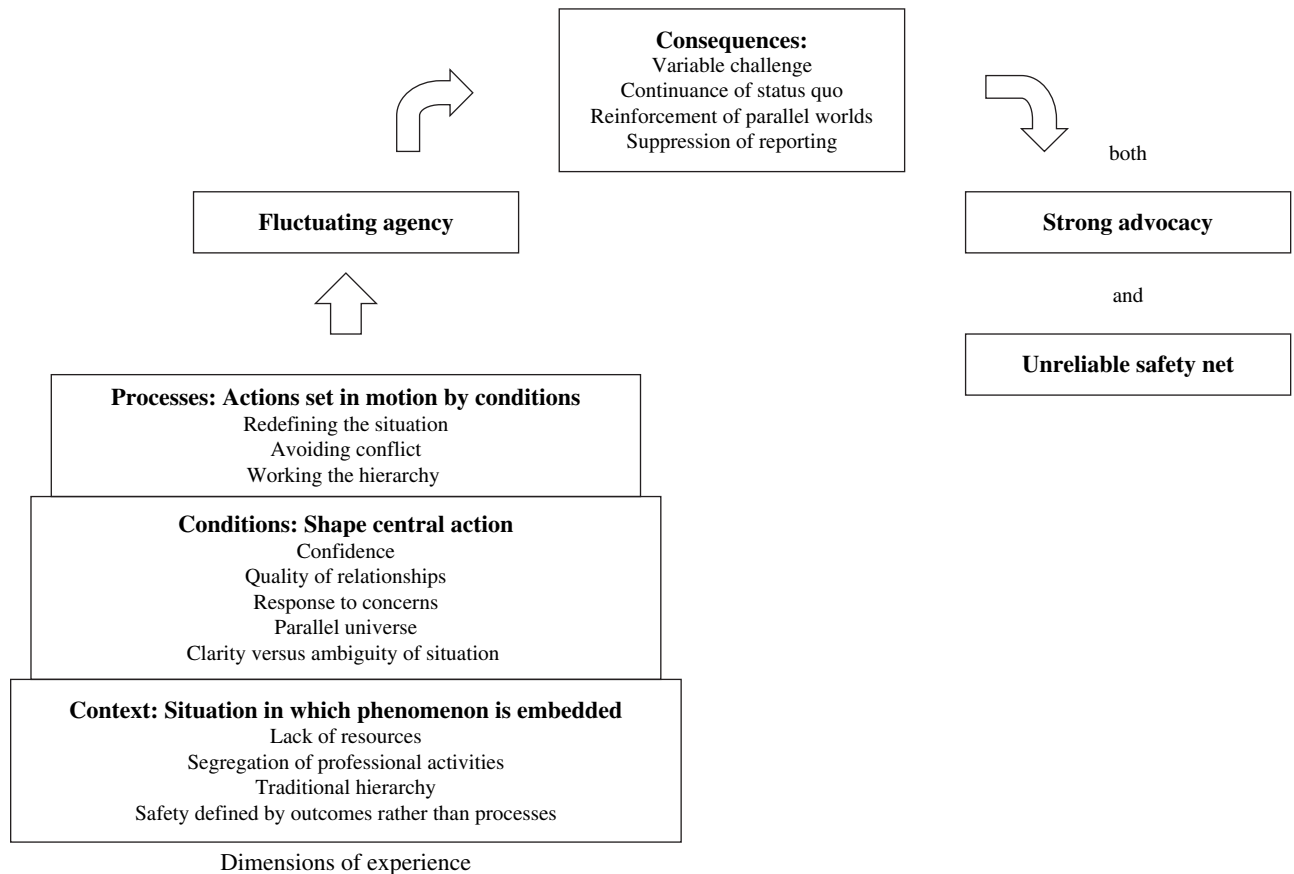 Consequences:
Variable challenge
Continuance of status quo
Reinforcement of parallel worlds
Suppression of reporting
both
Fluctuating agency
Strong advocacy
and
Unreliable safety net
Processes: Actions set in motion by conditions
Redefining the situation
Avoiding conflict
Working the hierarchy
Conditions: Shape central action
Confidence
Quality of relationships
Response to concerns
Parallel universe
Clarity versus ambiguity of situation
Context: Situation in which phenomenon is embedded
Lack of resources
Segregation of professional activities
Traditional hierarchy
Safety defined by outcomes rather than processes
Dimensions of experience